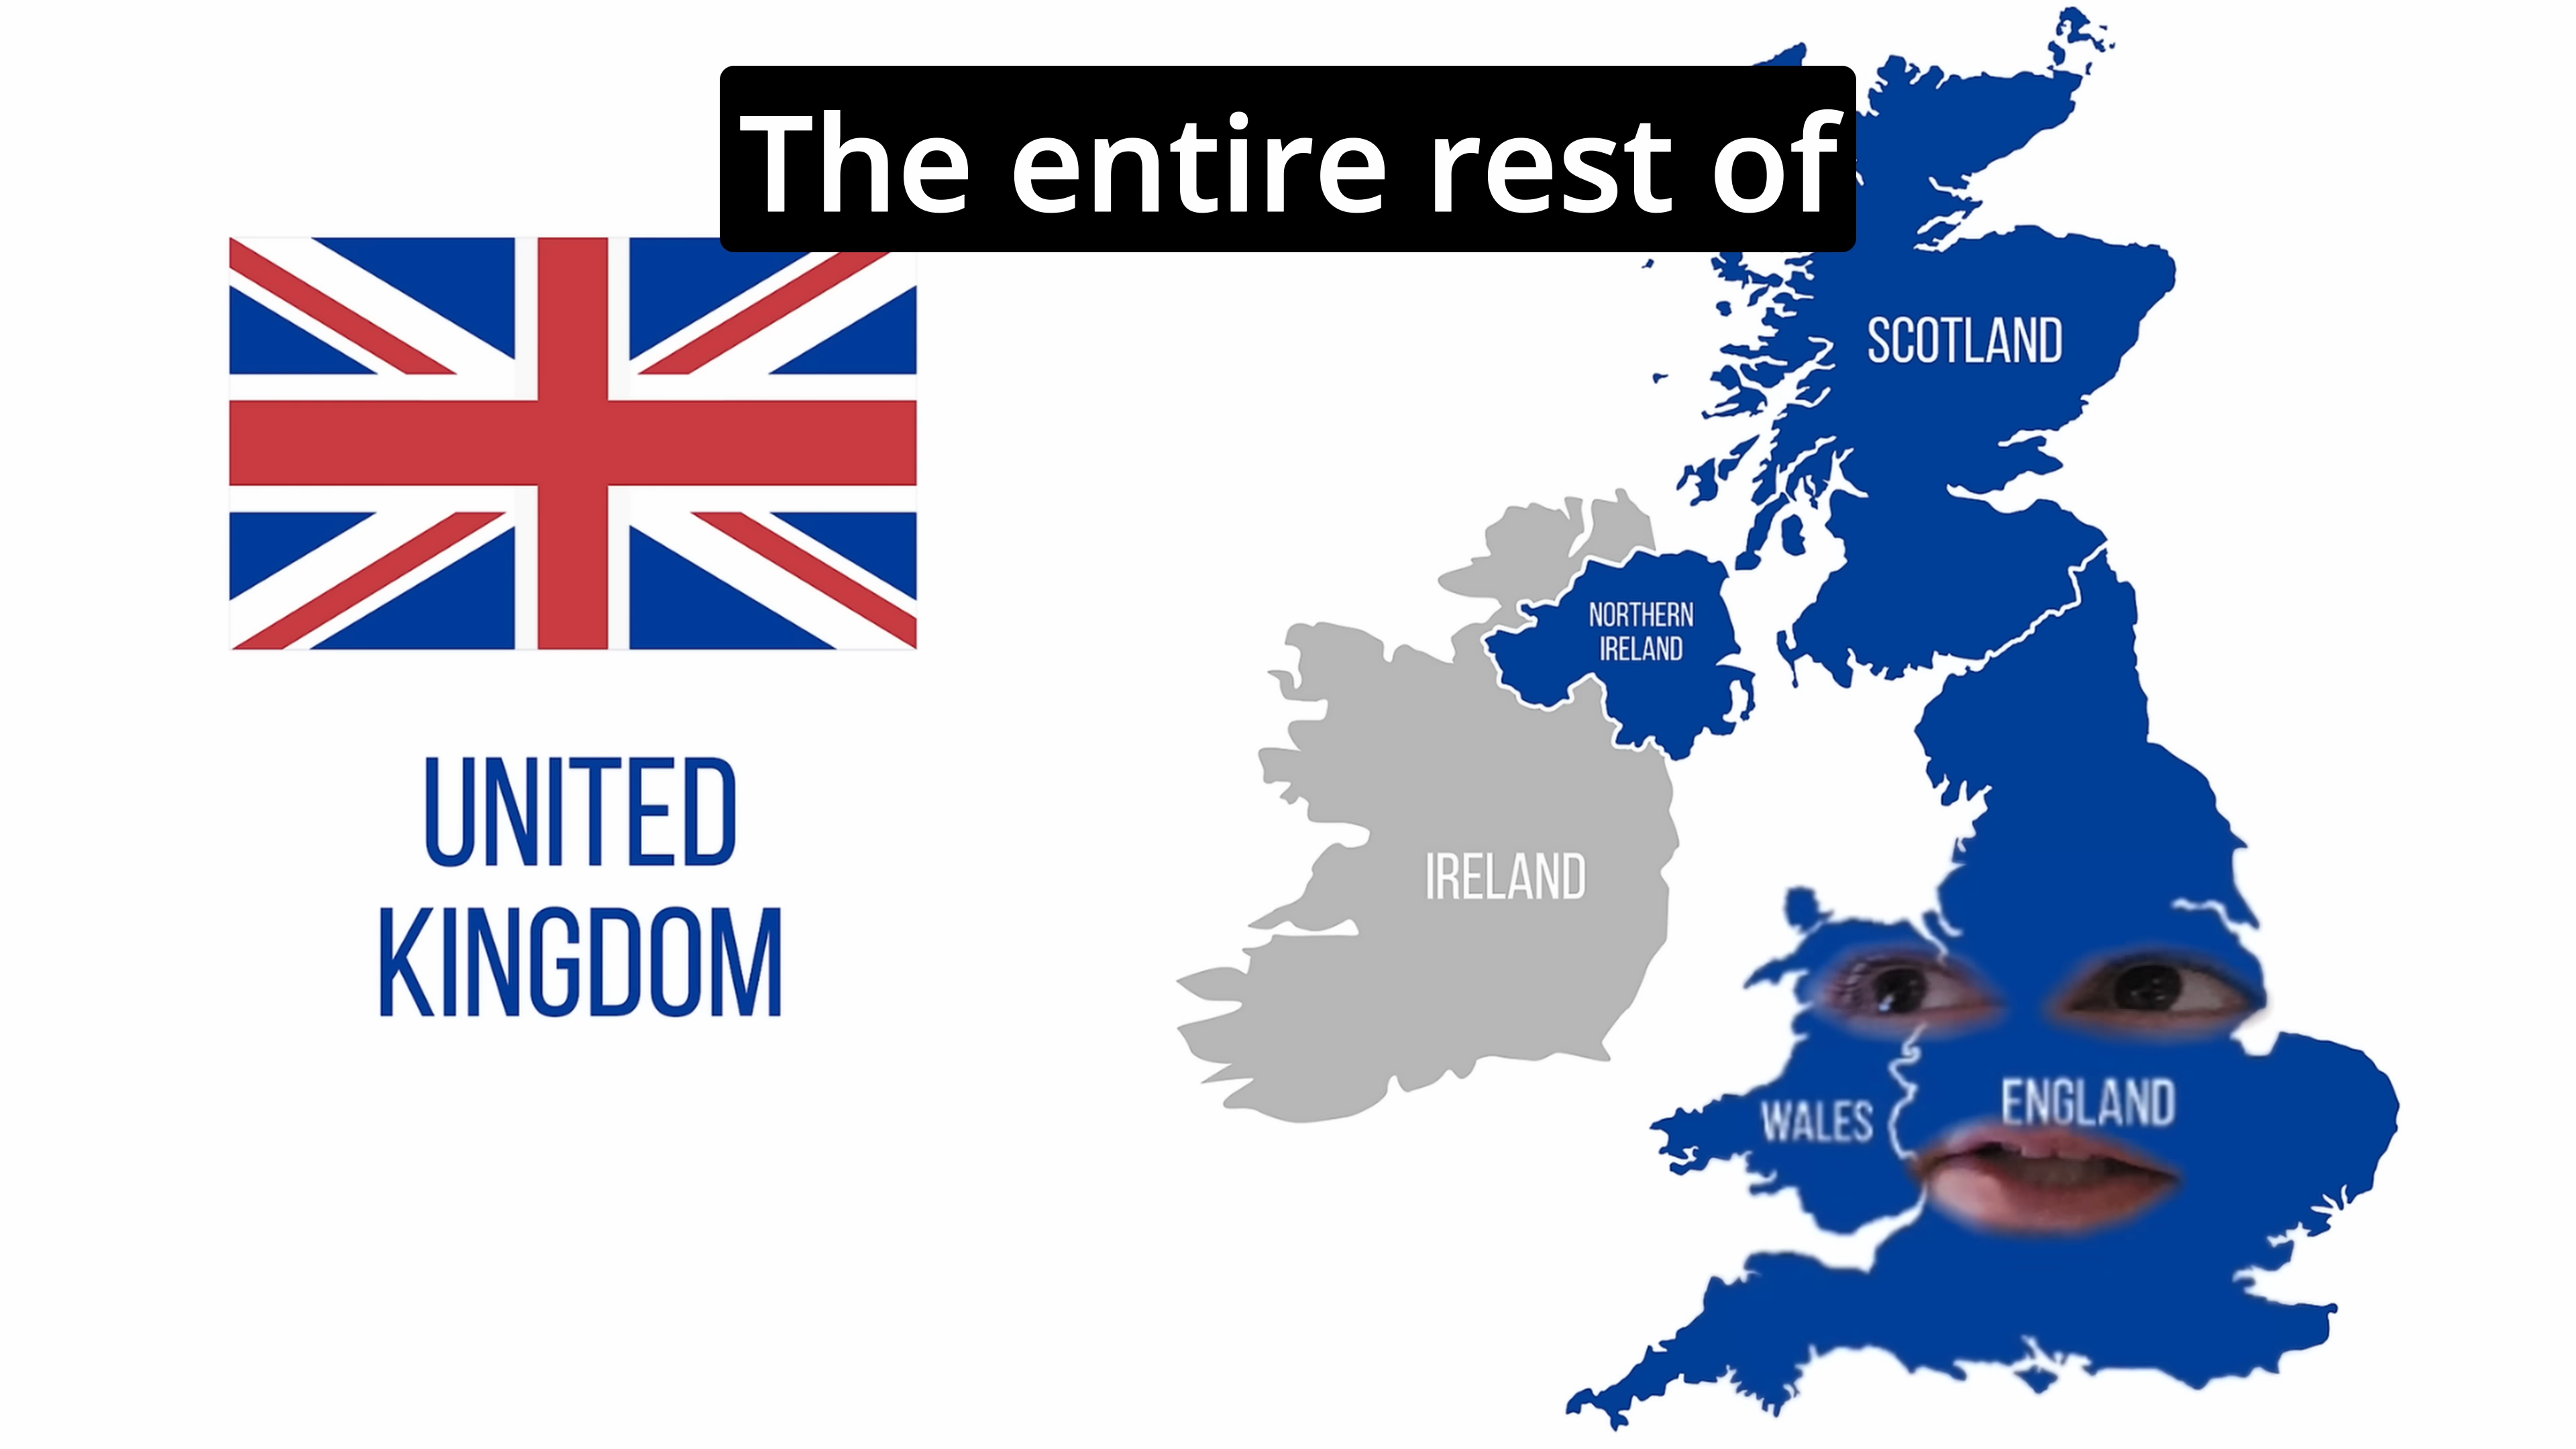 The entire rest of
SCOTLAND
NORTHERN
IRELAND
UNITED
KINGDOM
IRELAND
WALES
ENGLAND